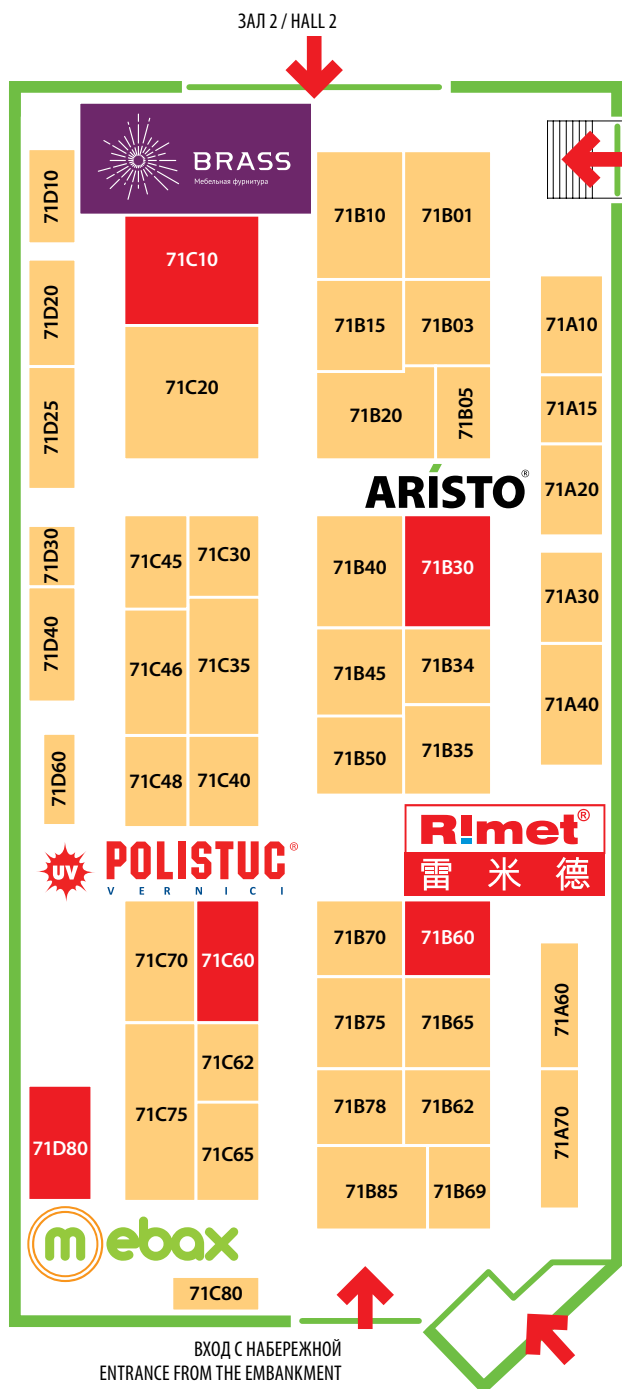 ЗАЛ 2 / HALL 2
BRASS
Мебельная фурнитура
71D10
71B10
71B01
71C10
71D20
71B15
71B03
71A10
71C20
71D25
71B20
71B05
71A15
ARÍSTO®
71A20
71D30
71C45
71C30
71B40
71B30
71A30
71D40
71C46
71C35
71B45
71B34
71A40
71D60
71C48
71C40
71B50
71B35
UV
POLISTUC®
VERNICI
R!met®
雷米德
71C70
71C60
71B70
71B60
71A60
71B75
71B65
71C62
71C75
71B78
71B62
71A70
71D80
71C65
71B85
71B69
mebax
71C80
ВХОД С НАБЕРЕЖНОЙ
ENTRANCE FROM THE EMBANKMENT